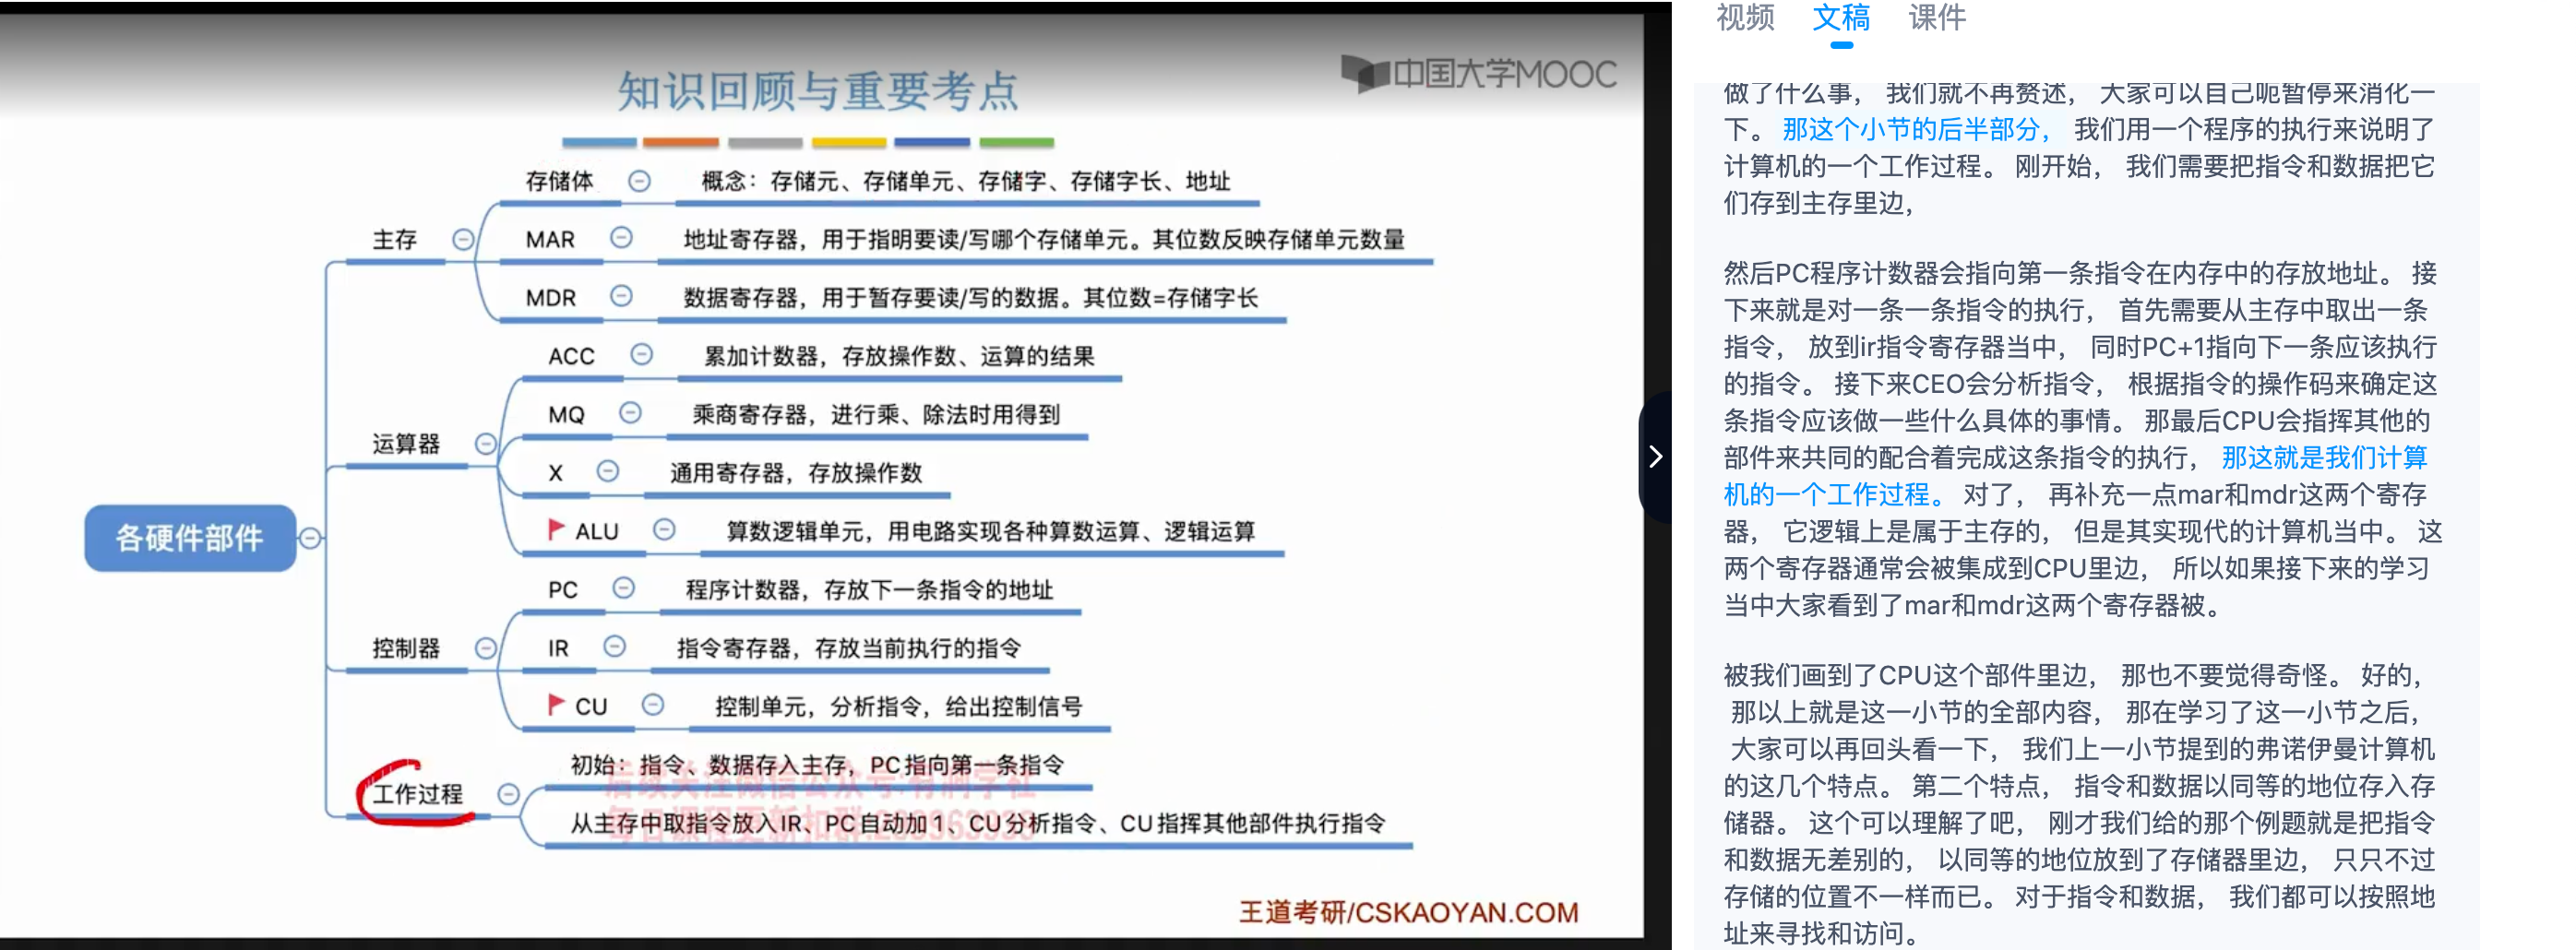 知识回顾与重要考点
中国大学MOOC
存储体 概念：存储元、存储单元、存储字、存储字长、地址
主存
MAR 地址寄存器，用于指明要读/写哪个存储单元。其位数反映存储单元数量
MDR 数据寄存器，用于暂存要读/写的数据。其位数=存储字长
ACC 累加计数器，存放操作数、运算的结果
MQ 乘商寄存器，进行乘、除法时用得到
运算器
X 通用寄存器，存放操作数
ALU 算数逻辑单元，用电路实现各种算数运算、逻辑运算
各硬件部件
PC 程序计数器，存放下一条指令的地址
控制器
IR 指令寄存器，存放当前执行的指令
CU 控制单元，分析指令，给出控制信号
工作过程
初始：指令、数据存入主存，PC指向第一条指令
从主存中取指令放入IR、PC自动加1、CU分析指令、CU指挥其他部件执行指令
王道考研/CSKAOYAN.COM
视频 文稿 课件
做了什么事， 我们就不再赘述， 大家可以自己呃暂停来消化一
下。 那这个小节的后半部分， 我们用一个程序的执行来说明了
计算机的一个工作过程。 刚开始， 我们需要把指令和数据把它
们存到主存里边，
然后PC程序计数器会指向第一条指令在内存中的存放地址。 接
下来就是对一条一条指令的执行， 首先需要从主存中取出一条
指令， 放到ir指令寄存器当中， 同时PC+1指向下一条应该执行
的指令。 接下来CEO会分析指令， 根据指令的操作码来确定这
条指令应该做一些什么具体的事情。 那最后CPU会指挥其他的
部件来共同的配合着完成这条指令的执行， 那这就是我们计算
机的一个工作过程。 对了， 再补充一点mar和mdr这两个寄存
器， 它逻辑上是属于主存的， 但是其实现代的计算机当中。 这
两个寄存器通常会被集成到CPU里边， 所以如果接下来的学习
当中大家看到了mar和mdr这两个寄存器被。
被我们画到了CPU这个部件里边， 那也不要觉得奇怪。 好的，
那以上就是这一小节的全部内容， 那在学习了这一小节之后，
大家可以再回头看一下， 我们上一小节提到的弗诺伊曼计算机
的这几个特点。 第二个特点， 指令和数据以同等的地位存入存
储器。 这个可以理解了吧， 刚才我们给的那个例题就是把指令
和数据无差别的， 以同等的地位放到了存储器里边， 只只不过
存储的位置不一样而已。 对于指令和数据， 我们都可以按照地
址来寻找和访问。